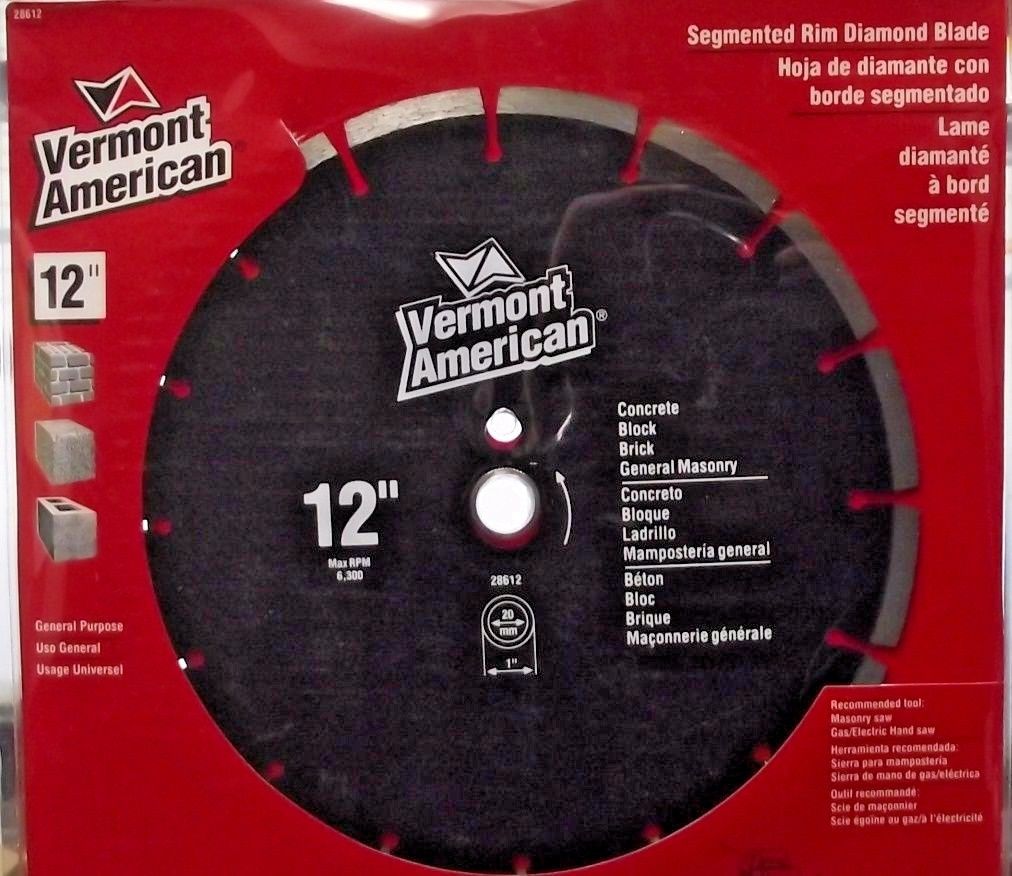 28612
Segmented Rim Diamond Blade
Hoja de diamante con
borde segmentado
Lame
diamanté
à bord
segmenté
Vermont
American
12"
General Purpose
Uso General
Usage Universel
Vermont
American®
Concrete
Block
Brick
General Masonry
Concreto
Bloque
Ladrillo
Mampostería general
Béton
Bloc
Brique
Maçonnerie générale
12"
Max RPM
6,300
28612
20
mm
1"
Recommended tool:
Masonry saw
Gas/Electric Hand saw
Herramienta recomendada:
Sierra para mampostería
Sierra de mano de gas/eléctrica
Outil recommandé:
Scie de maçonnier
Scie égoïne au gaz/à l'électricité